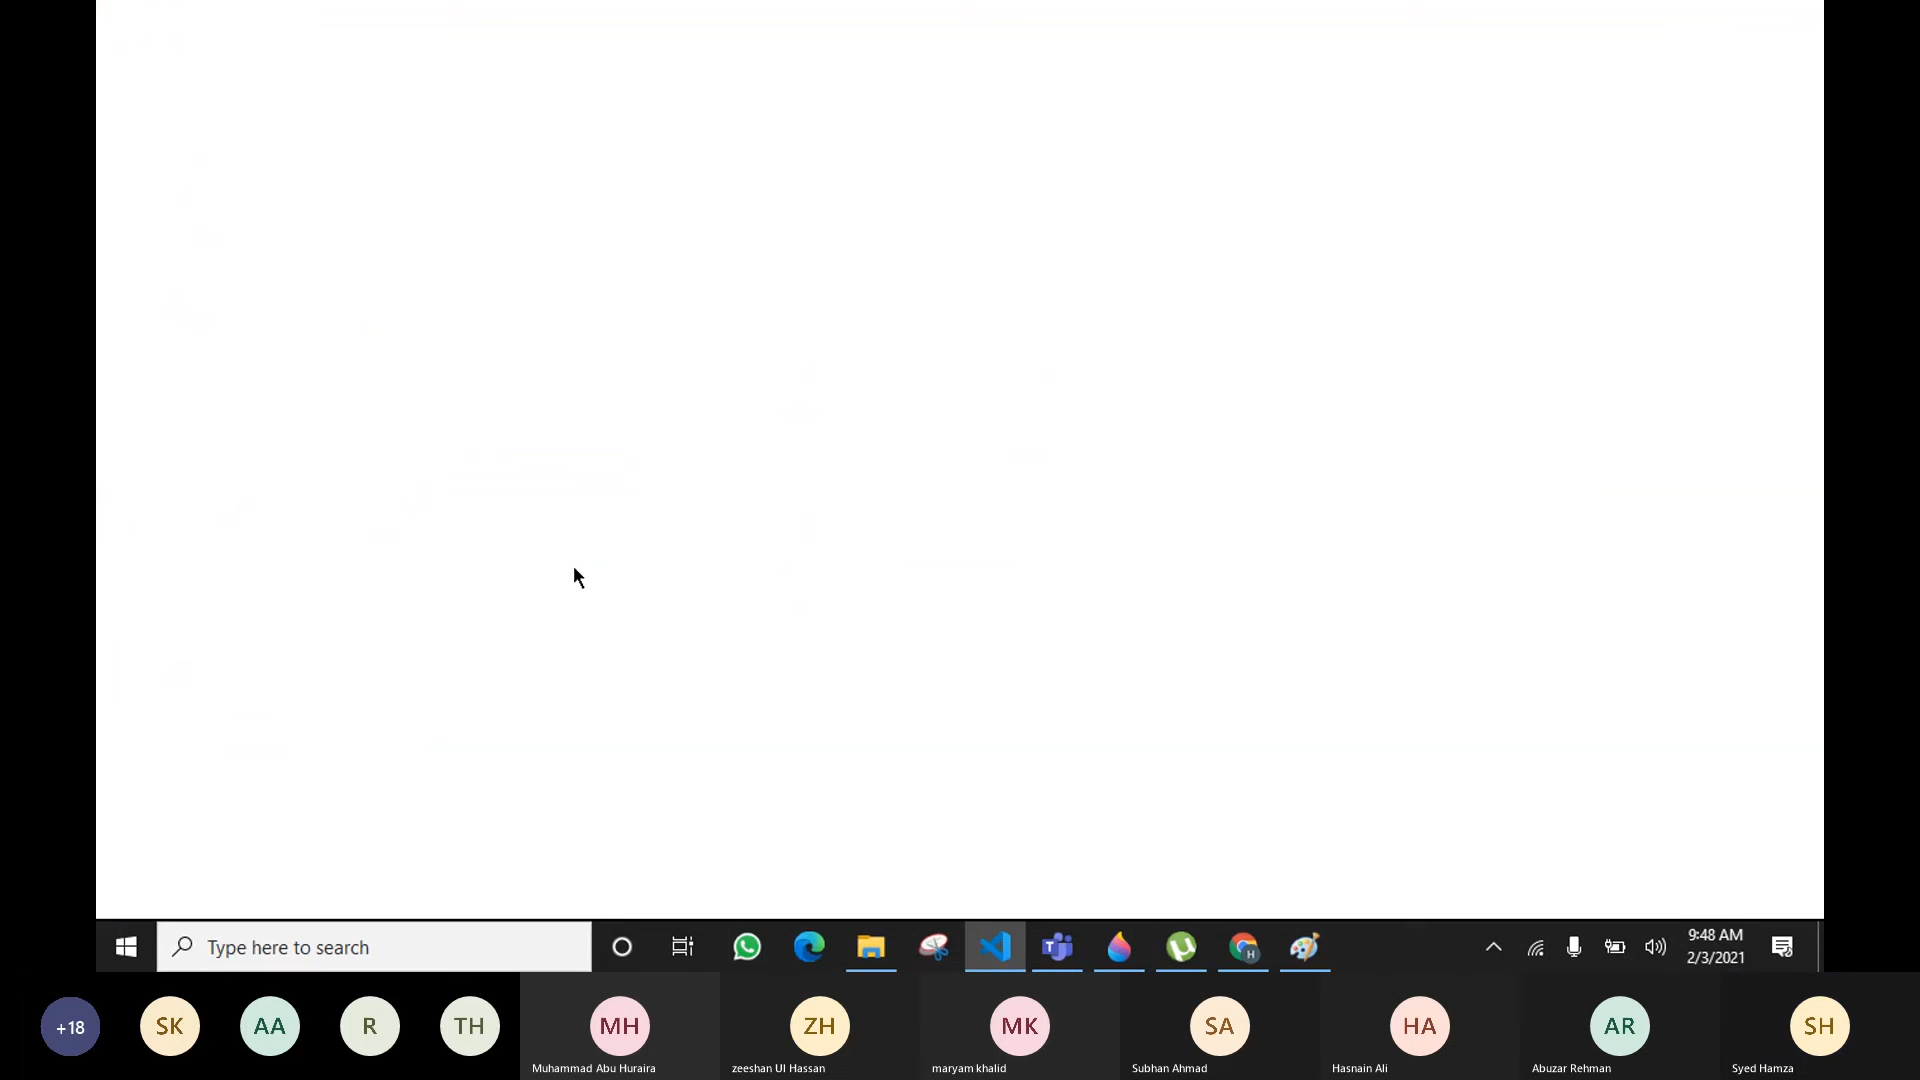 Type here to search
9:48 AM
2/3/2021
+18
SK
AA
R
TH
MH
ZH
MK
SA
HA
AR
SH
Muhammad Abu Huraira
zeeshan Ul Hassan
maryam khalid
Subhan Ahmad
Hasnain Ali
Abuzar Rehman
Syed Hamza